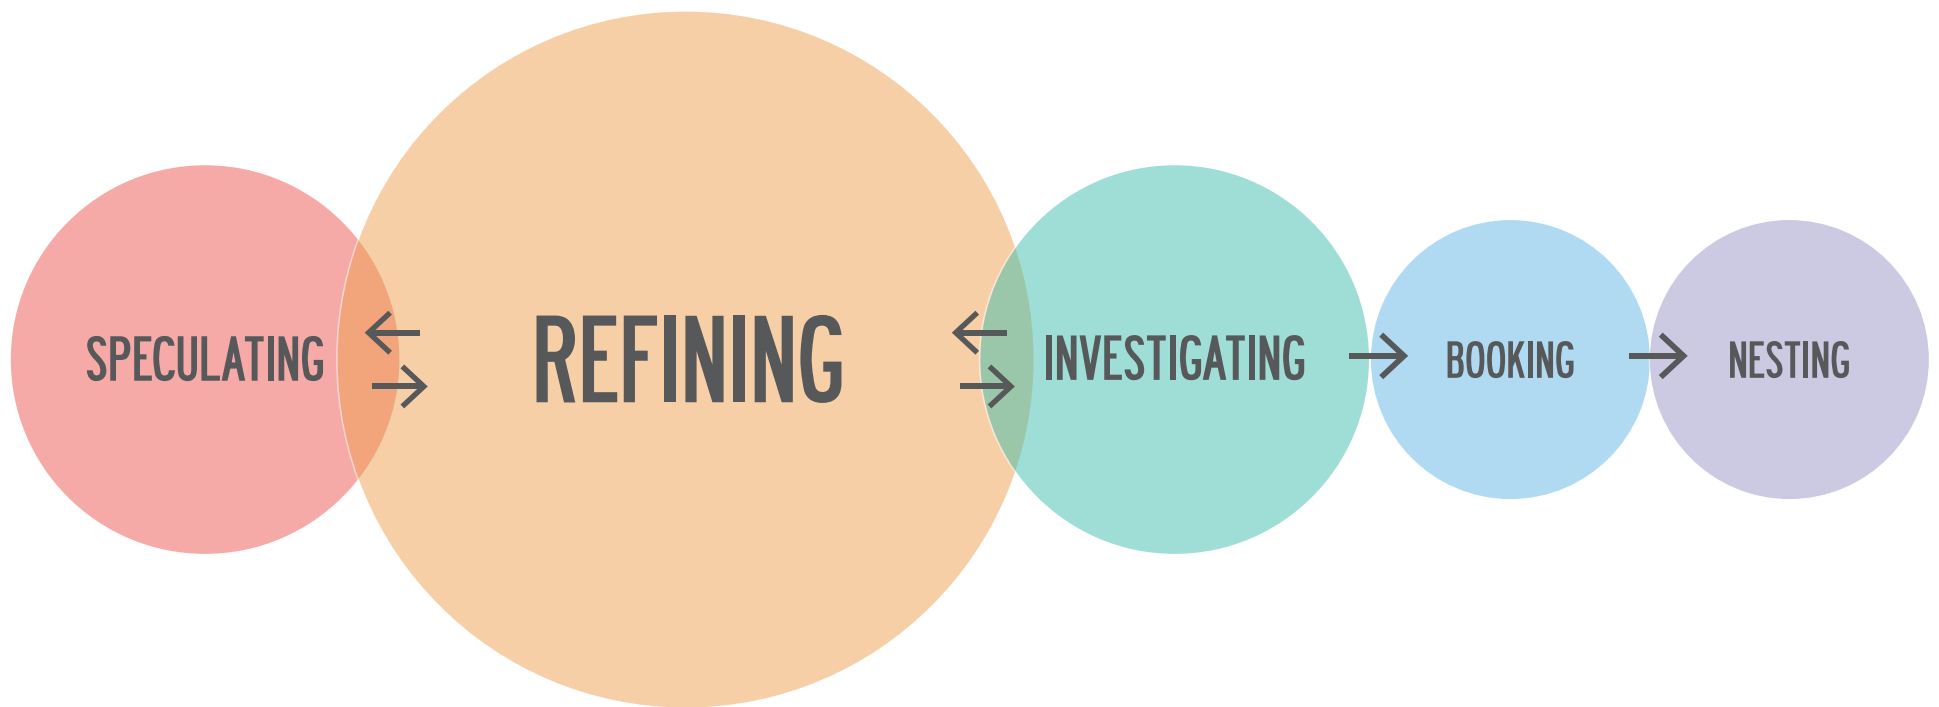 SPECULATING
REFINING
INVESTIGATING
BOOKING
NESTING